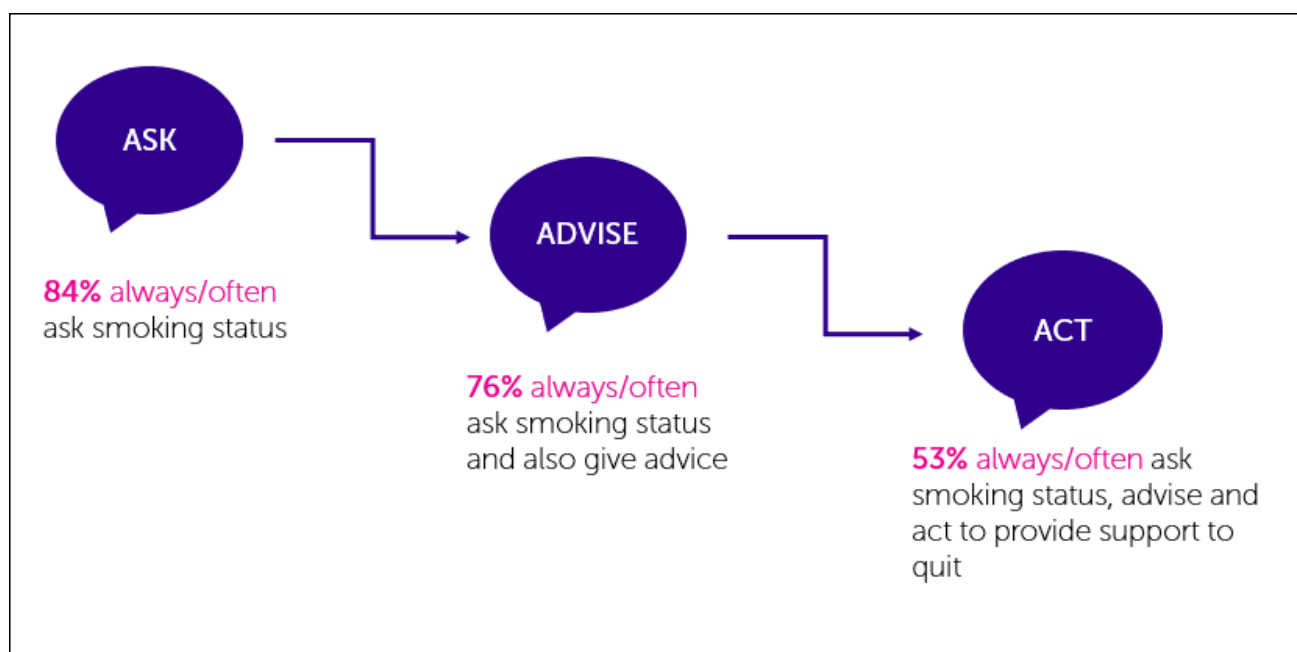 ASK
84% always/often
ask smoking status
ADVISE
76% always/often
ask smoking status
and also give advice
ACT
53% always/often ask
smoking status, advise and
act to provide support to
quit